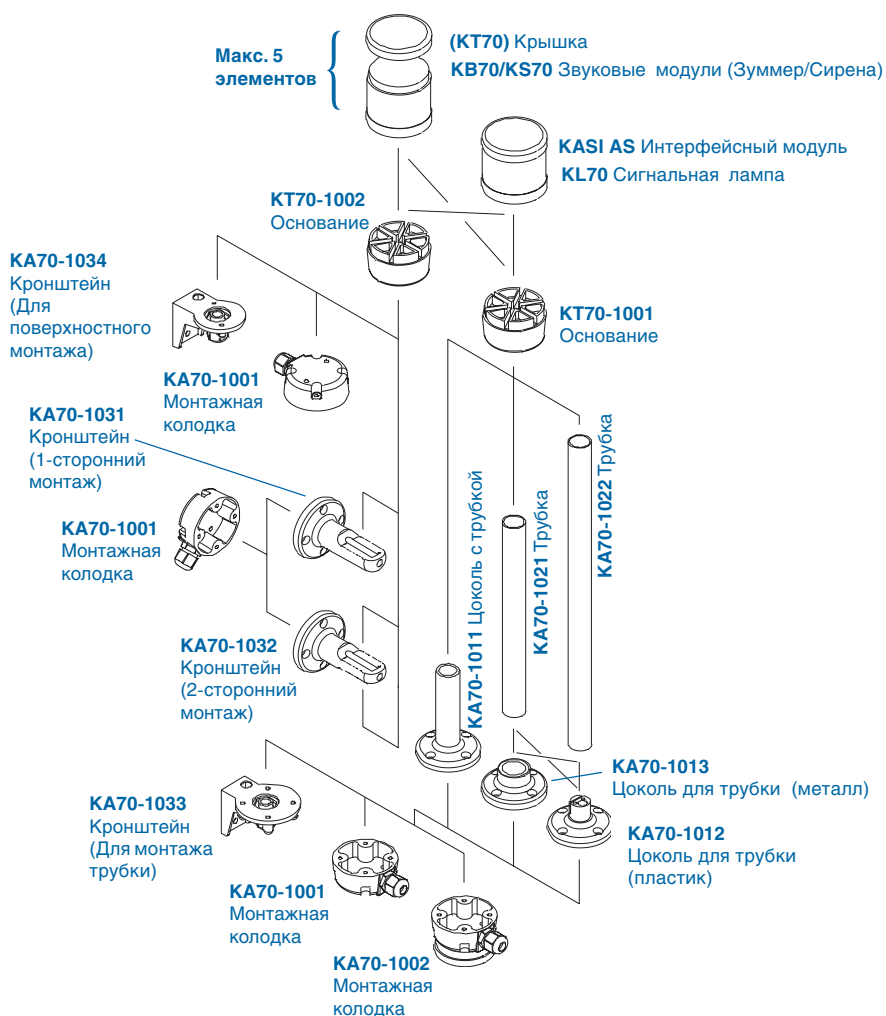 Макс. 5
элементов
(KT70) Крышка
KB70/KS70 Звуковые модули (Зуммер/Сирена)
KASI AS Интерфейсный модуль
KL70 Сигнальная лампа
KT70-1002
Основание
KA70-1034
Кронштейн
(Для
поверхностного
монтажа)
KT70-1001
Основание
KA70-1001
Монтажная
колодка
KA70-1031
Кронштейн
(1-сторонний
монтаж)
KA70-1001
Монтажная
колодка
KA70-1011 Цоколь с трубкой
KA70-1021 Трубка
KA70-1022 Трубка
KA70-1032
Кронштейн
(2-сторонний
монтаж)
KA70-1013
Цоколь для трубки (металл)
KA70-1033
Кронштейн
(Для монтажа
трубки)
KA70-1012
Цоколь для трубки
(пластик)
KA70-1001
Монтажная
колодка
KA70-1002
Монтажная
колодка